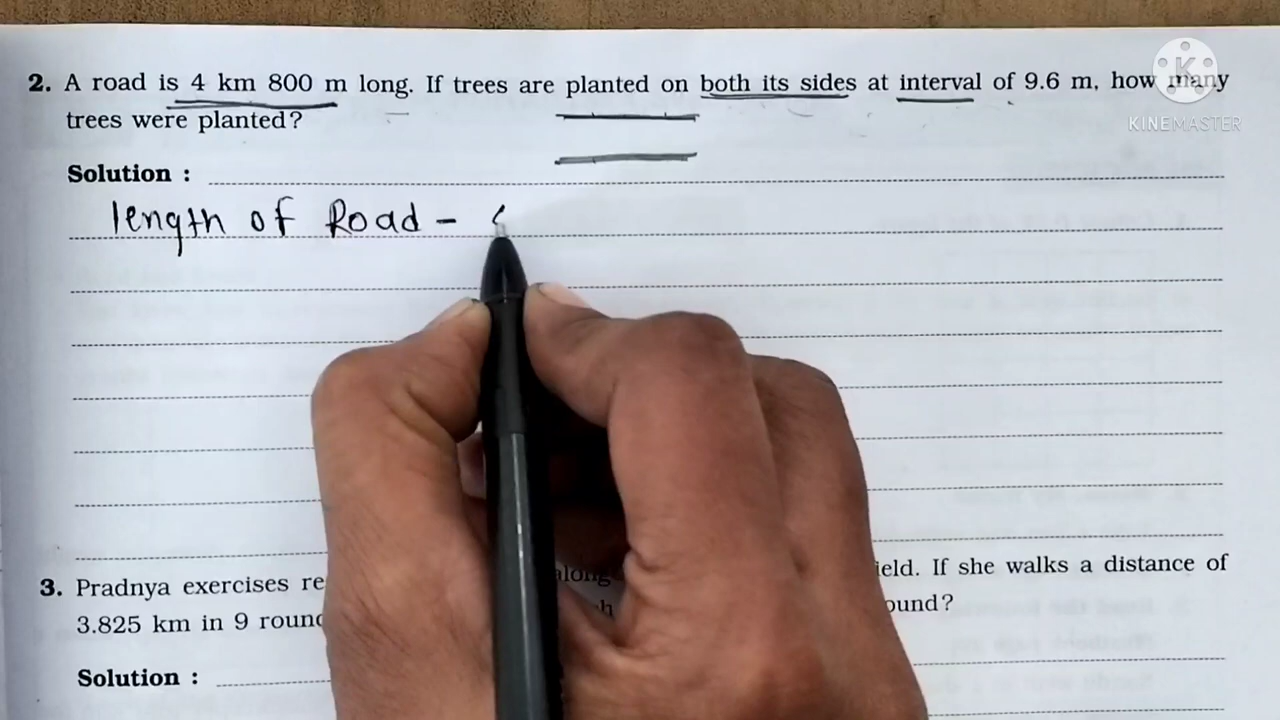 2. A road is 4 km 800 m long. If trees are planted on both its sides at interval of 9.6 m, how many
trees were planted?
KINEMASTER
Solution :
length of Road -
3. Pradnya exercises along ield. If she walks a distance of
3.825 km in 9 ound?
Solution :